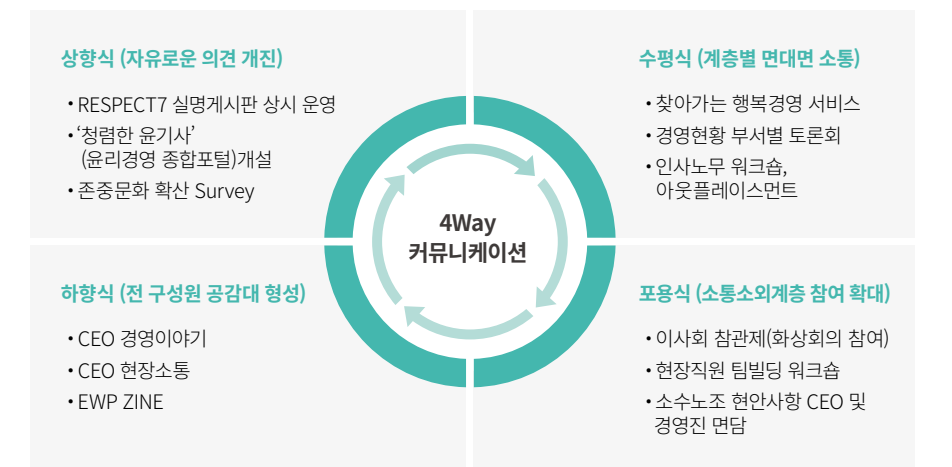 상향식 (자유로운 의견 개진)
• RESPECT7 실명게시판 상시 운영
• ‘청렴한 윤기사’
(윤리경영 종합포털)개설
• 존중문화 확산 Survey
수평식 (계층별 면대면 소통)
• 찾아가는 행복경영 서비스
• 경영현황 부서별 토론회
• 인사노무 워크숍,
아웃플레이스먼트
4Way
커뮤니케이션
하향식 (전 구성원 공감대 형성)
• CEO 경영이야기
• CEO 현장소통
• EWP ZINE
포용식 (소통소외계층 참여 확대)
• 이사회 참관제(화상회의 참여)
• 현장직원 팀빌딩 워크숍
• 소수노조 현안사항 CEO 및
경영진 면담